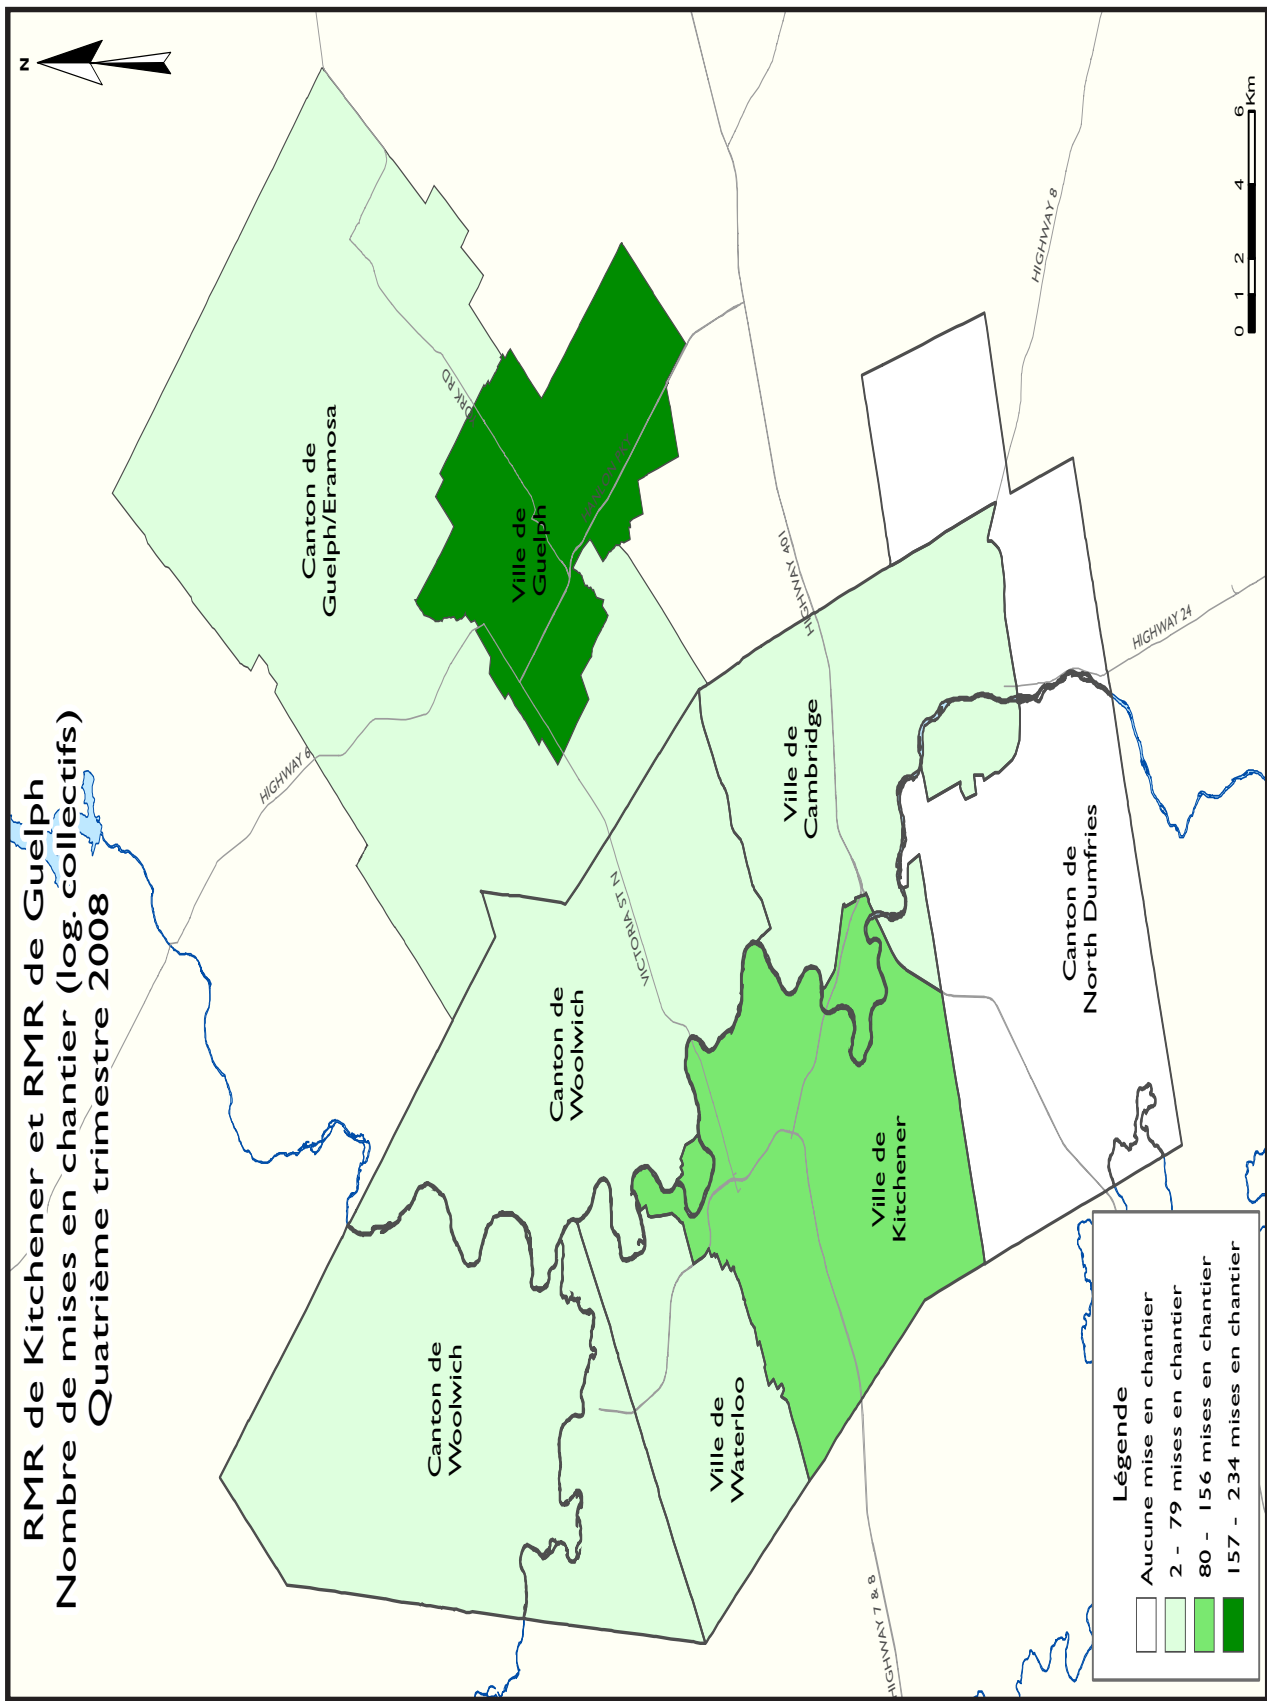 RMR de Kitchener et RMR de Guelph
Nombre de mises en chantier (log. collectifs)
Quatrième trimestre 2008
N
Canton de
Guelph/Eramosa
HIGHWAY 6
Ville de
Guelph
Canton de
Woolwich
VICTORIA ST N
Canton de
Woolwich
Ville de
Waterloo
Ville de
Cambridge
HIGHWAY 401
Ville de
Kitchener
HIGHWAY 7 & 8
Canton de
North Dumfries
HIGHWAY 8
HIGHWAY 24
Légende
Aucune mise en chantier
2 - 79 mises en chantier
80 - 156 mises en chantier
157 - 234 mises en chantier
0 1 2 4 6
Km